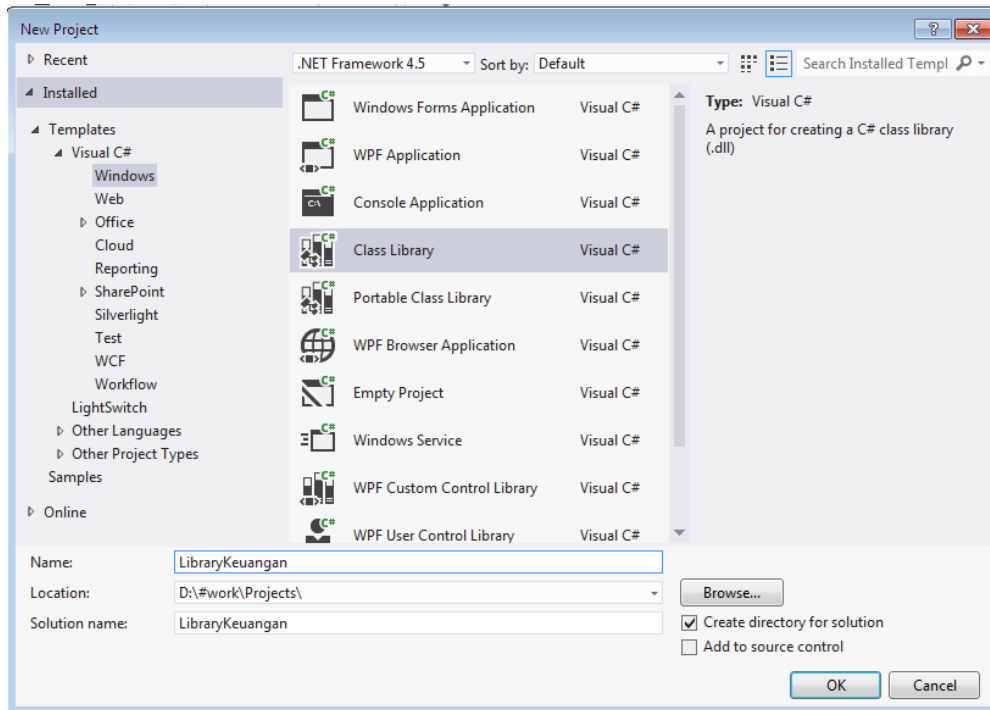 New Project
Recent
Installed
Templates
Visual C#
Windows
Web
Office
Cloud
Reporting
SharePoint
Silverlight
Test
WCF
Workflow
LightSwitch
Other Languages
Other Project Types
Samples
Online
.NET Framework 4.5 Sort by: Default
Search Installed Templ
Windows Forms Application Visual C#
WPF Application Visual C#
Console Application Visual C#
Class Library Visual C#
Portable Class Library Visual C#
WPF Browser Application Visual C#
Empty Project Visual C#
Windows Service Visual C#
WPF Custom Control Library Visual C#
WPF User Control Library Visual C#
Type: Visual C#
A project for creating a C# class library
(.dll)
Name: LibraryKeuangan
Location: D:\#work\Projects\
Browse...
Solution name: LibraryKeuangan
Create directory for solution
Add to source control
OK Cancel